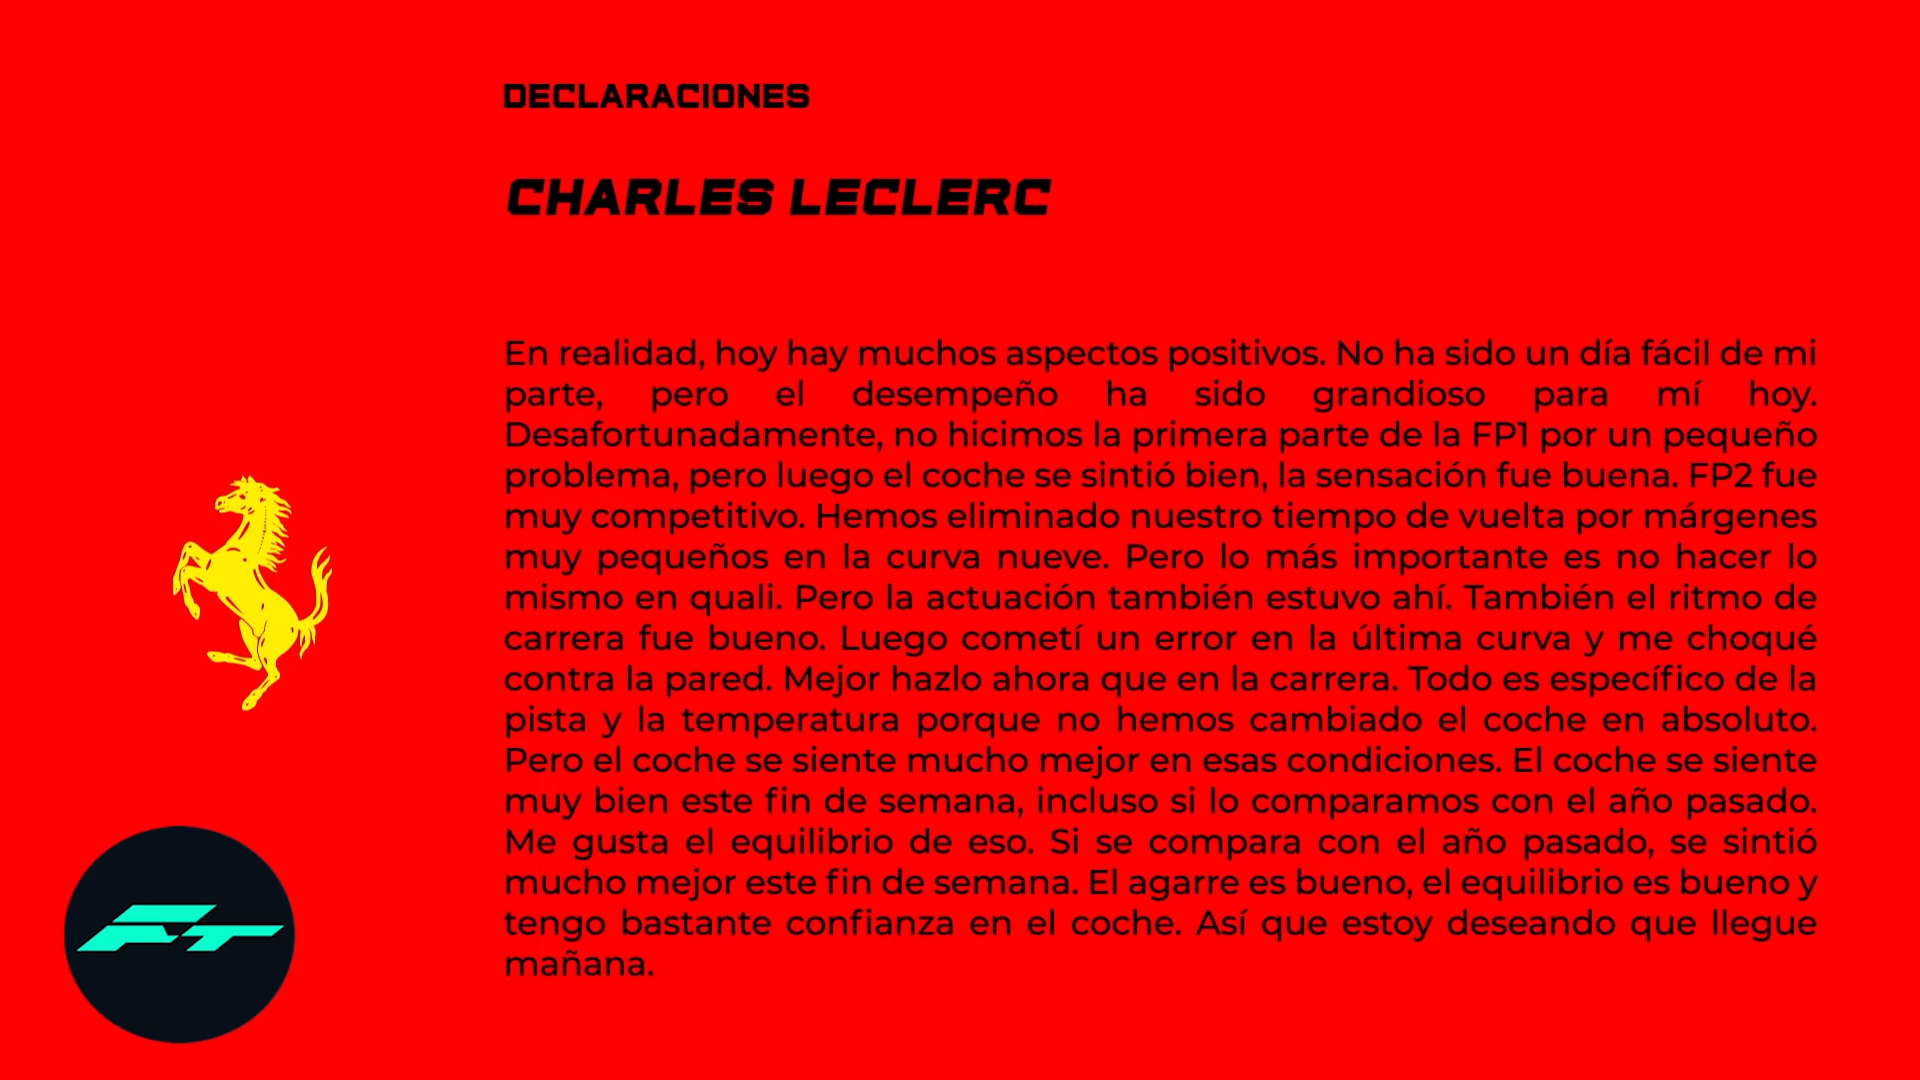 DECLARACIONES
CHARLES LECLERC
En realidad, hoy hay muchos aspectos positivos. No ha sido un día fácil de mi
parte, pero el desempeño ha sido grandioso para mí hoy.
Desafortunadamente, no hicimos la primera parte de la FP1 por un pequeño
problema, pero luego el coche se sintió bien, la sensación fue buena. FP2 fue
muy competitivo. Hemos eliminado nuestro tiempo de vuelta por márgenes
muy pequeños en la curva nueve. Pero lo más importante es no hacer lo
mismo en quali. Pero la actuación también estuvo ahí. También el ritmo de
carrera fue bueno. Luego cometí un error en la última curva y me choqué
contra la pared. Mejor hazlo ahora que en la carrera. Todo es específico de la
pista y la temperatura porque no hemos cambiado el coche en absoluto.
Pero el coche se siente mucho mejor en esas condiciones. El coche se siente
muy bien este fin de semana, incluso si lo comparamos con el año pasado.
Me gusta el equilibrio de eso. Si se compara con el año pasado, se sintió
mucho mejor este fin de semana. El agarre es bueno, el equilibrio es bueno y
tengo bastante confianza en el coche. Así que estoy deseando que llegue
mañana.
FT